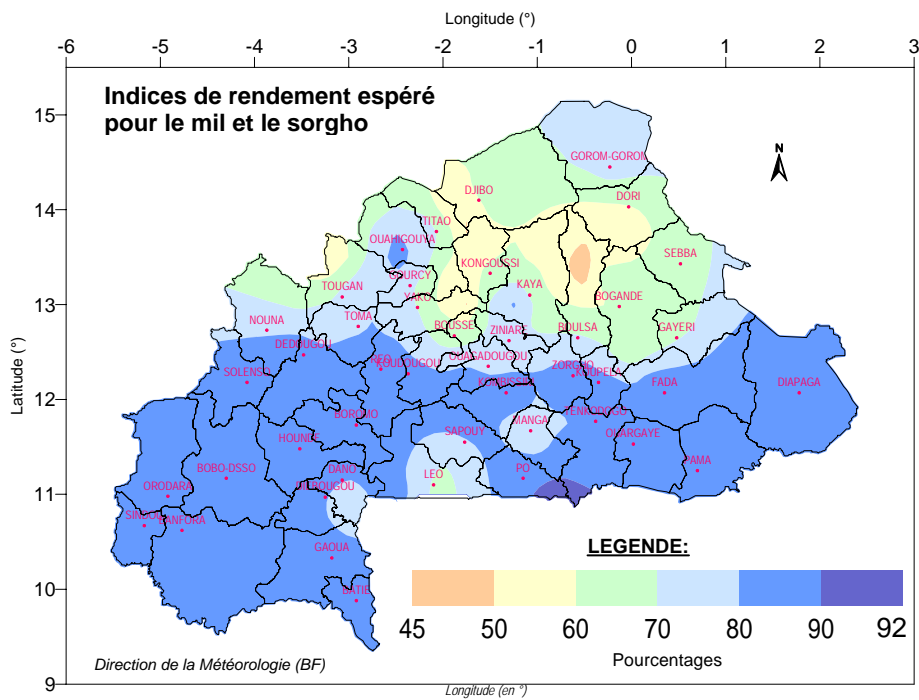 Longitude (°)
-6 -5 -4 -3 -2 -1 0 1 2 3
Indices de rendement espéré
pour le mil et le sorgho
N
15
GOROM-GOROM
DJIBO
DORI
14
TITAO
OUAHIGOUYA
SEBBA
KONGOUSSI
GOURCY
KAYA
TOUGAN
BOGANDE
YAKO
13
NOUNA
TOMA
BOUSSE
ZINIARE
BOULSA
GAYERI
DEDOUGOU
REO
KOUDOUGOU
OUAGADOUGOU
ZORGHO
KOUPELA
SOLENSO
KOMBISSIRI
FADA
DIAPAGA
12
Latitude (°)
BOROMO
TENKODOGO
MANGA
HOUNDE
SAPOUY
OUARGAYE
BOBO-DSSO
DANO
LEO
PO
PAMA
11
ORODARA
DIEBOUGOU
SINDOU
BANFORA
GAOUA
LEGENDE:
10
BATIE
45 50 60 70 80 90 92
Pourcentages
Direction de la Météorologie (BF)
9
Longitude (en °)